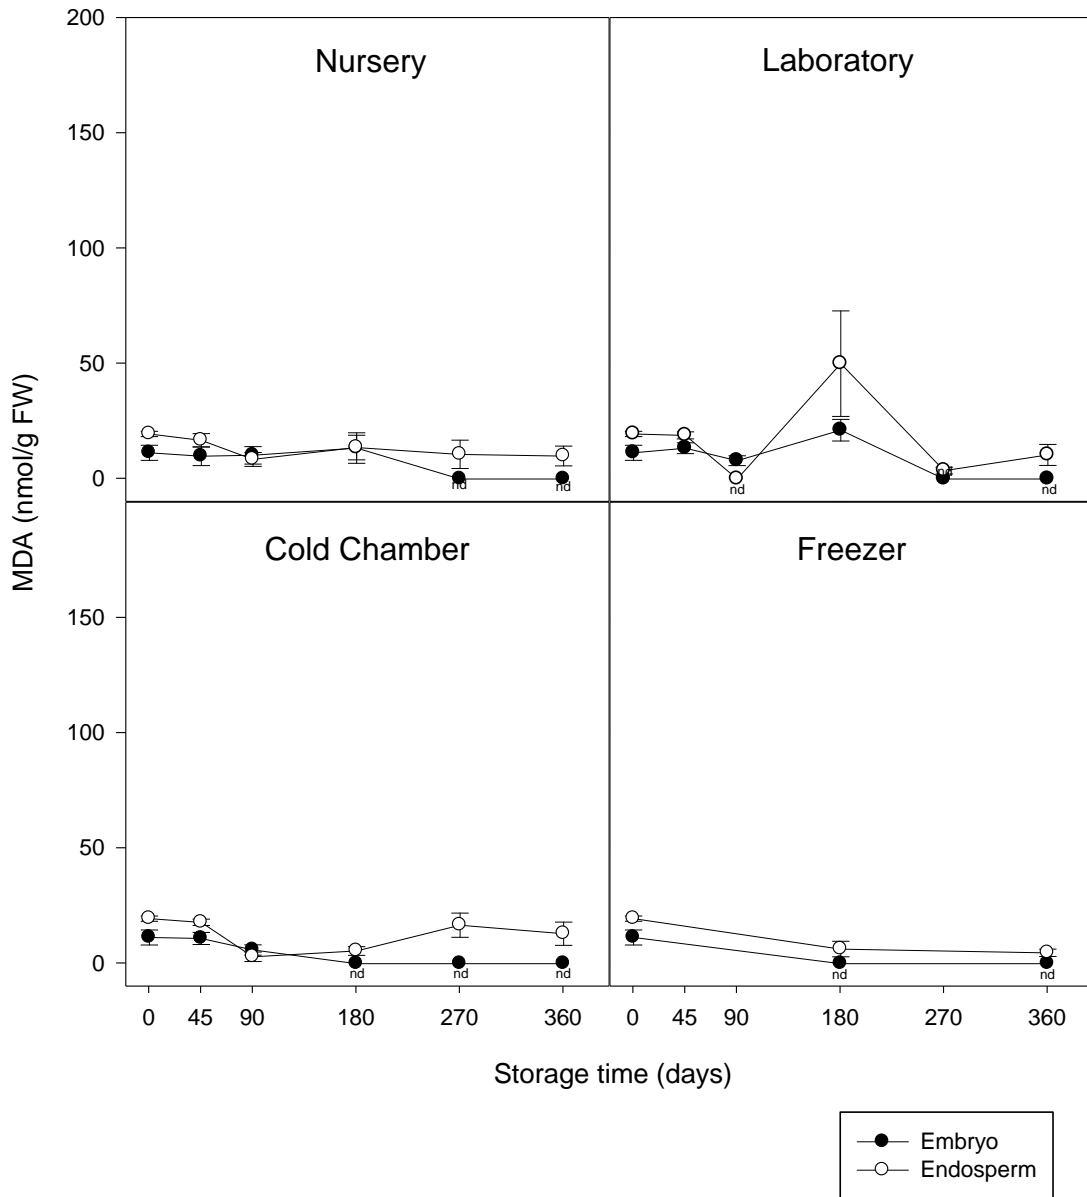 200
Nursery
Laboratory
150
100
50
0
nd
nd
nd
nd
nd
MDA (nmol/g FW)
Cold Chamber
Freezer
150
100
50
0
nd
nd
nd
nd
nd
0 45 90 180 270 360
0 45 90 180 270 360
Storage time (days)
Embryo
Endosperm